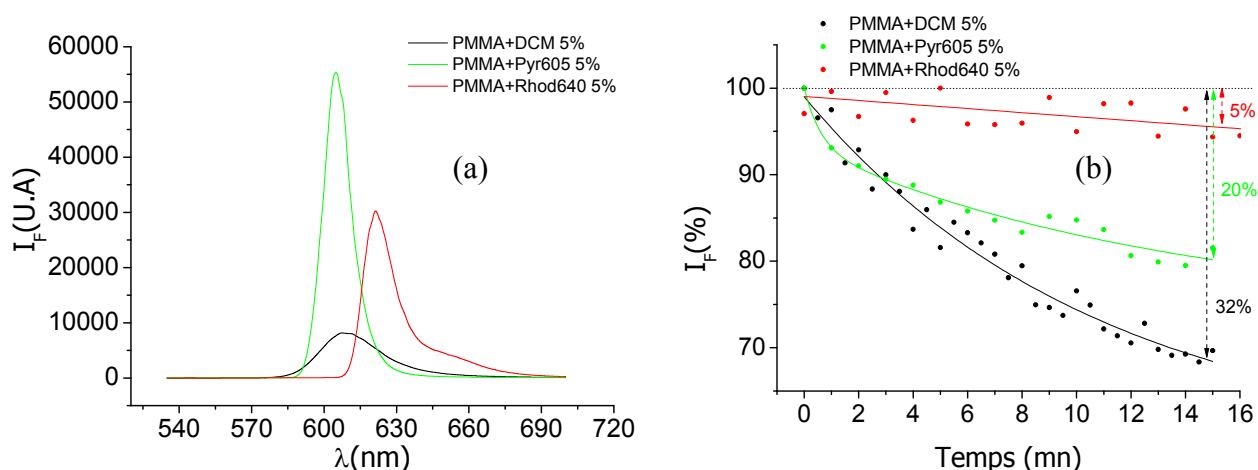 60000
50000
40000
30000
20000
10000
0
I_F(U.A)
PMMA+DCM 5%
PMMA+Pyr605 5%
PMMA+Rhod640 5%
(a)
540 570 600 630 660 690 720
λ(nm)
PMMA+DCM 5%
PMMA+Pyr605 5%
PMMA+Rhod640 5%
100
90
80
70
I_F(%)
(b)
5%
20%
32%
0 2 4 6 8 10 12 14 16
Temps (mn)